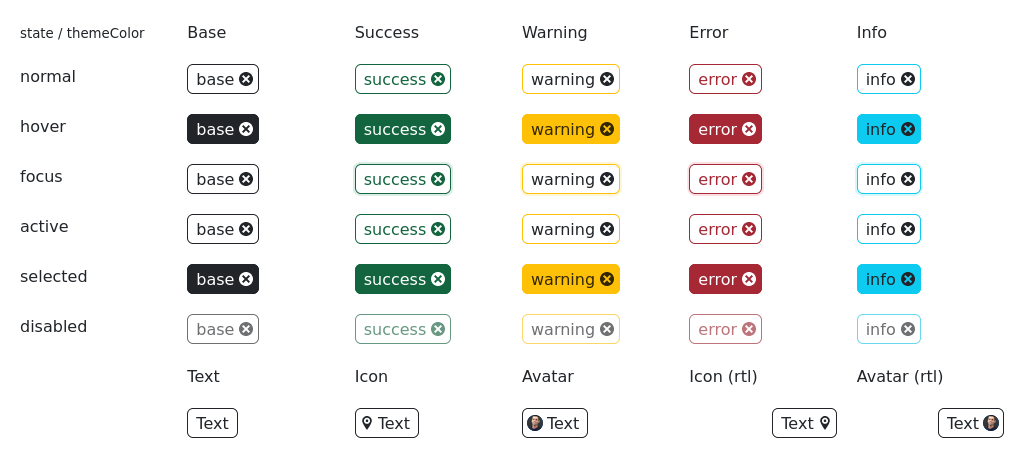 state / themeColor Base Success Warning Error Info
normal base success warning error info
hover base success warning error info
focus base success warning error info
active base success warning error info
selected base success warning error info
disabled base success warning error info
Text Icon Avatar Icon (rtl) Avatar (rtl)
Text Text Text Text Text